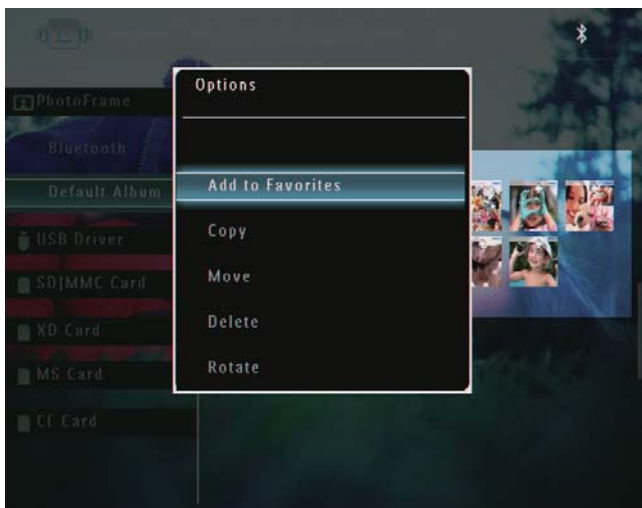 PhotoFrame
Bluetooth
Default Album
USB Driver
SD|MMC Card
XD Card
MS Card
CF Card
Options
Add to Favorites
Copy
Move
Delete
Rotate